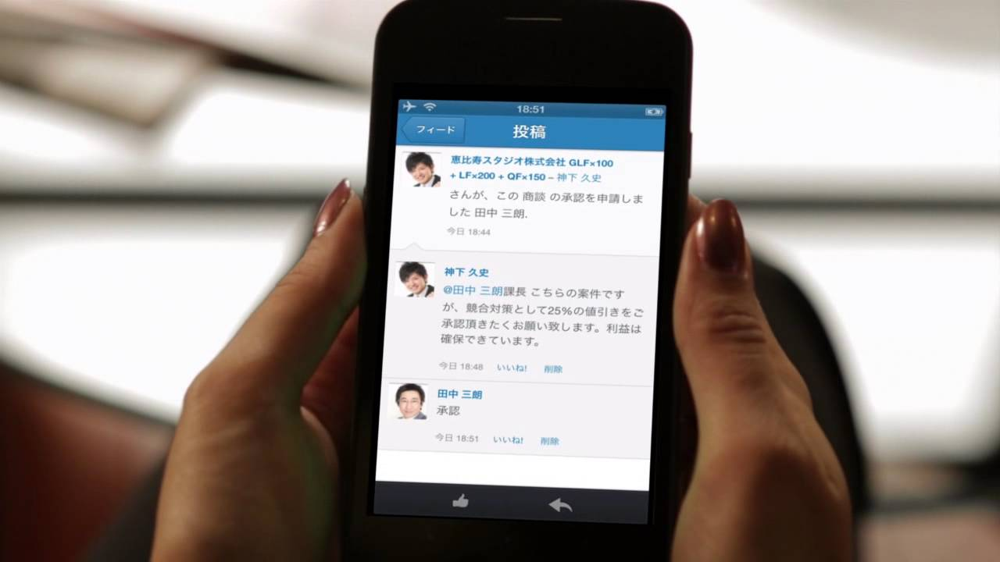 18:51
フィード
投稿
恵比寿スタジオ株式会社 GLF×100
+ LF×200 + QF×150 – 神下 久史
さんが、この 商談 の承認を申請しま
した 田中 三朗.
今日 18:44
神下 久史
@田中 三朗課長 こちらの案件です
が、競合対策として25%の値引きをご
承認頂きたくお願い致します。利益は
確保できています。
今日 18:48 いいね! 削除
田中 三朗
承認
今日 18:51 いいね! 削除